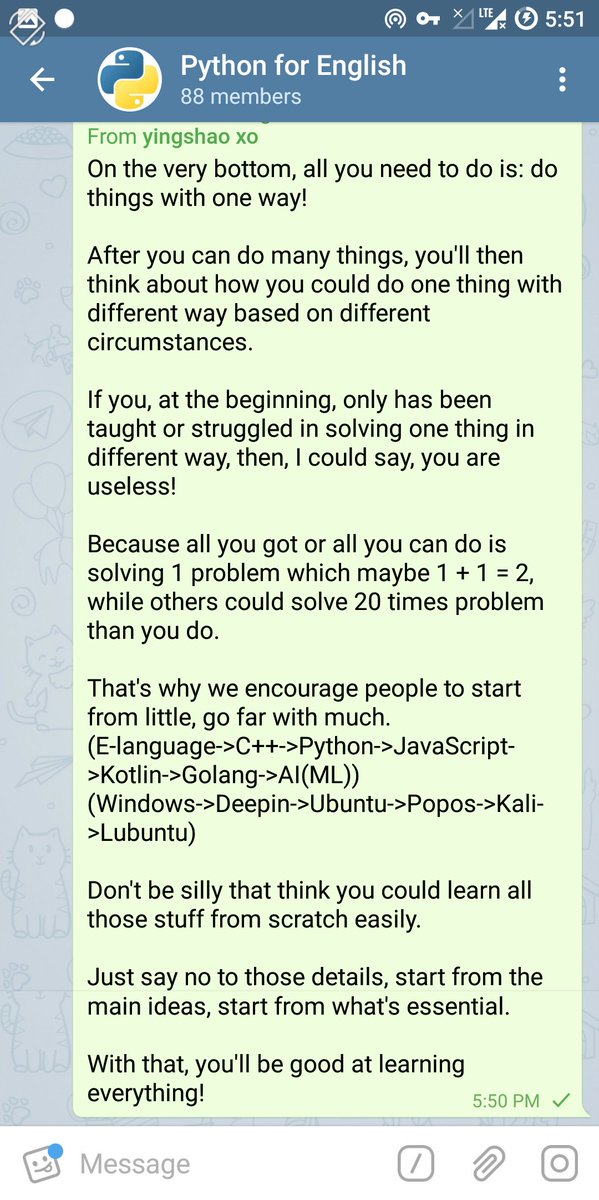 LTE 5:51
Python for English
88 members
From yingshao xo
On the very bottom, all you need to do is: do
things with one way!
After you can do many things, you'll then
think about how you could do one thing with
different way based on different
circumstances.
If you, at the beginning, only has been
taught or struggled in solving one thing in
different way, then, I could say, you are
useless!
Because all you got or all you can do is
solving 1 problem which maybe 1 + 1 = 2,
while others could solve 20 times problem
than you do.
That's why we encourage people to start
from little, go far with much.
(E-language->C++->Python->JavaScript-
>Kotlin->Golang->AI(ML))
(Windows->Deepin->Ubuntu->Popos->Kali-
>Lubuntu)
Don't be silly that think you could learn all
those stuff from scratch easily.
Just say no to those details, start from the
main ideas, start from what's essential.
With that, you'll be good at learning
everything!
5:50 PM
Message